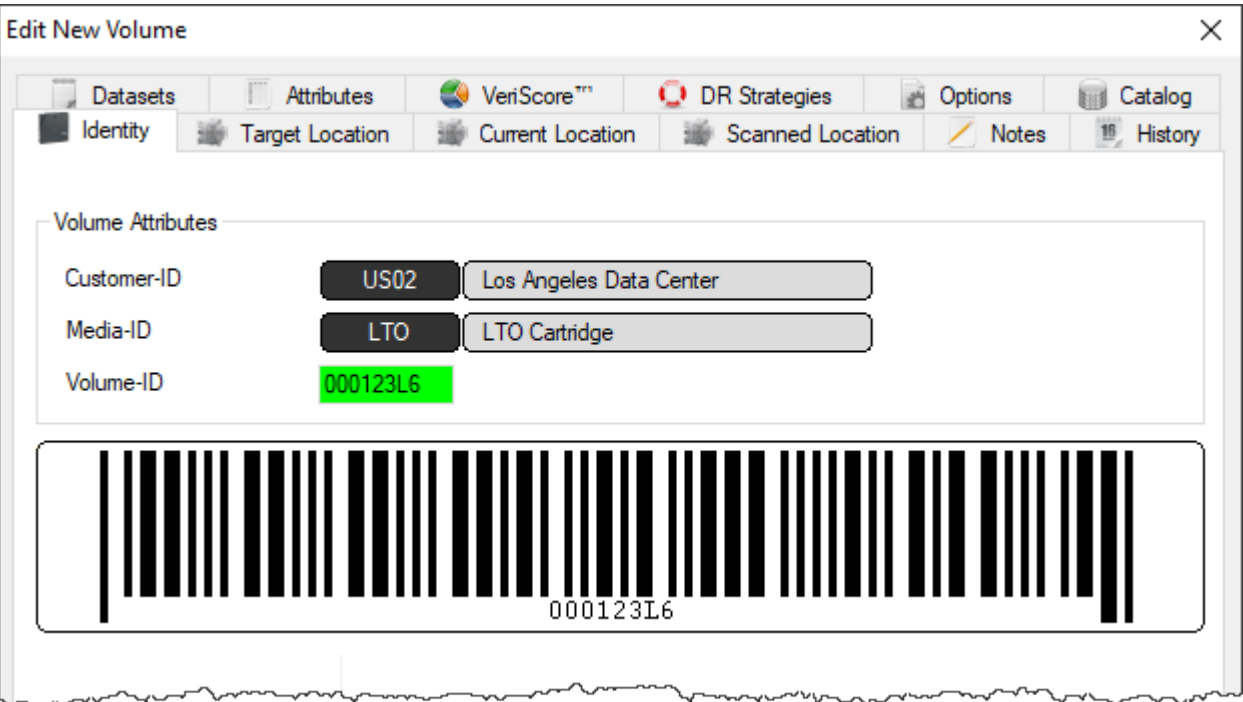 Edit New Volume
Datasets Attributes VeriScore™ DR Strategies Options Catalog
Identity Target Location Current Location Scanned Location Notes 16 History
Volume Attributes
Customer-ID US02 Los Angeles Data Center
Media-ID LTO LTO Cartridge
Volume-ID 000123L6
000123L6